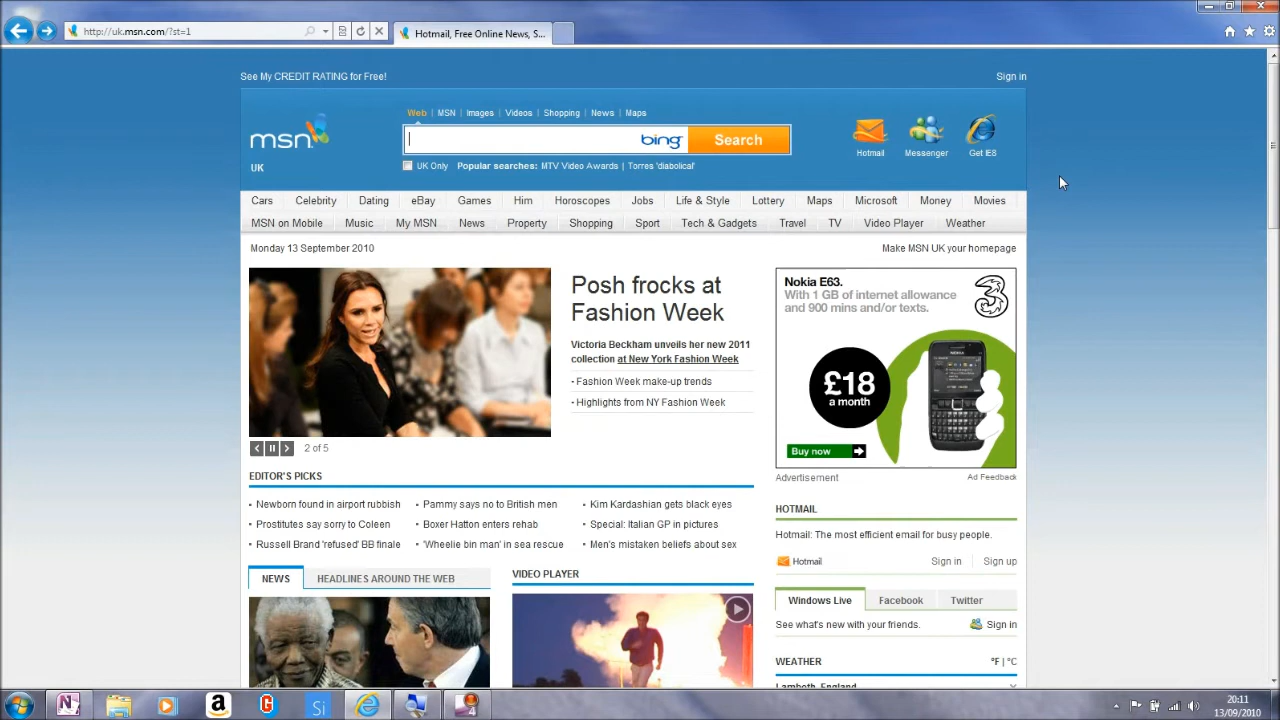 http://uk.msn.com/?st=1
Hotmail, Free Online News, S...
See My CREDIT RATING for Free!
Sign in
Web | MSN | Images | Videos | Shopping | News | Maps
msn
UK
bing
Search
UK Only
Popular searches: MTV Video Awards | Torres 'diabolical'
Hotmail
Messenger
Get IE8
Cars Celebrity Dating eBay Games Him Horoscopes Jobs Life & Style Lottery Maps Microsoft Money Movies
MSN on Mobile Music My MSN News Property Shopping Sport Tech & Gadgets Travel TV Video Player Weather
Monday 13 September 2010
Make MSN UK your homepage
Posh frocks at
Fashion Week
Victoria Beckham unveils her new 2011
collection at New York Fashion Week
Fashion Week make-up trends
Highlights from NY Fashion Week
2 of 5
Nokia E63.
With 1 GB of internet allowance
and 900 mins and/or texts.
3
£18
a month
Buy now
Advertisement
Ad Feedback
EDITOR'S PICKS
Newborn found in airport rubbish
Prostitutes say sorry to Coleen
Russell Brand 'refused' BB finale
Pammy says no to British men
Boxer Hatton enters rehab
'Wheelie bin man' in sea rescue
Kim Kardashian gets black eyes
Special: Italian GP in pictures
Men's mistaken beliefs about sex
NEWS
HEADLINES AROUND THE WEB
VIDEO PLAYER
HOTMAIL
Hotmail: The most efficient email for busy people.
Hotmail
Sign in
Sign up
Windows Live
Facebook
Twitter
See what's new with your friends.
Sign in
WEATHER
°F | °C
Lambeth, England
N
a
G
Si
4
20:11
13/09/2010